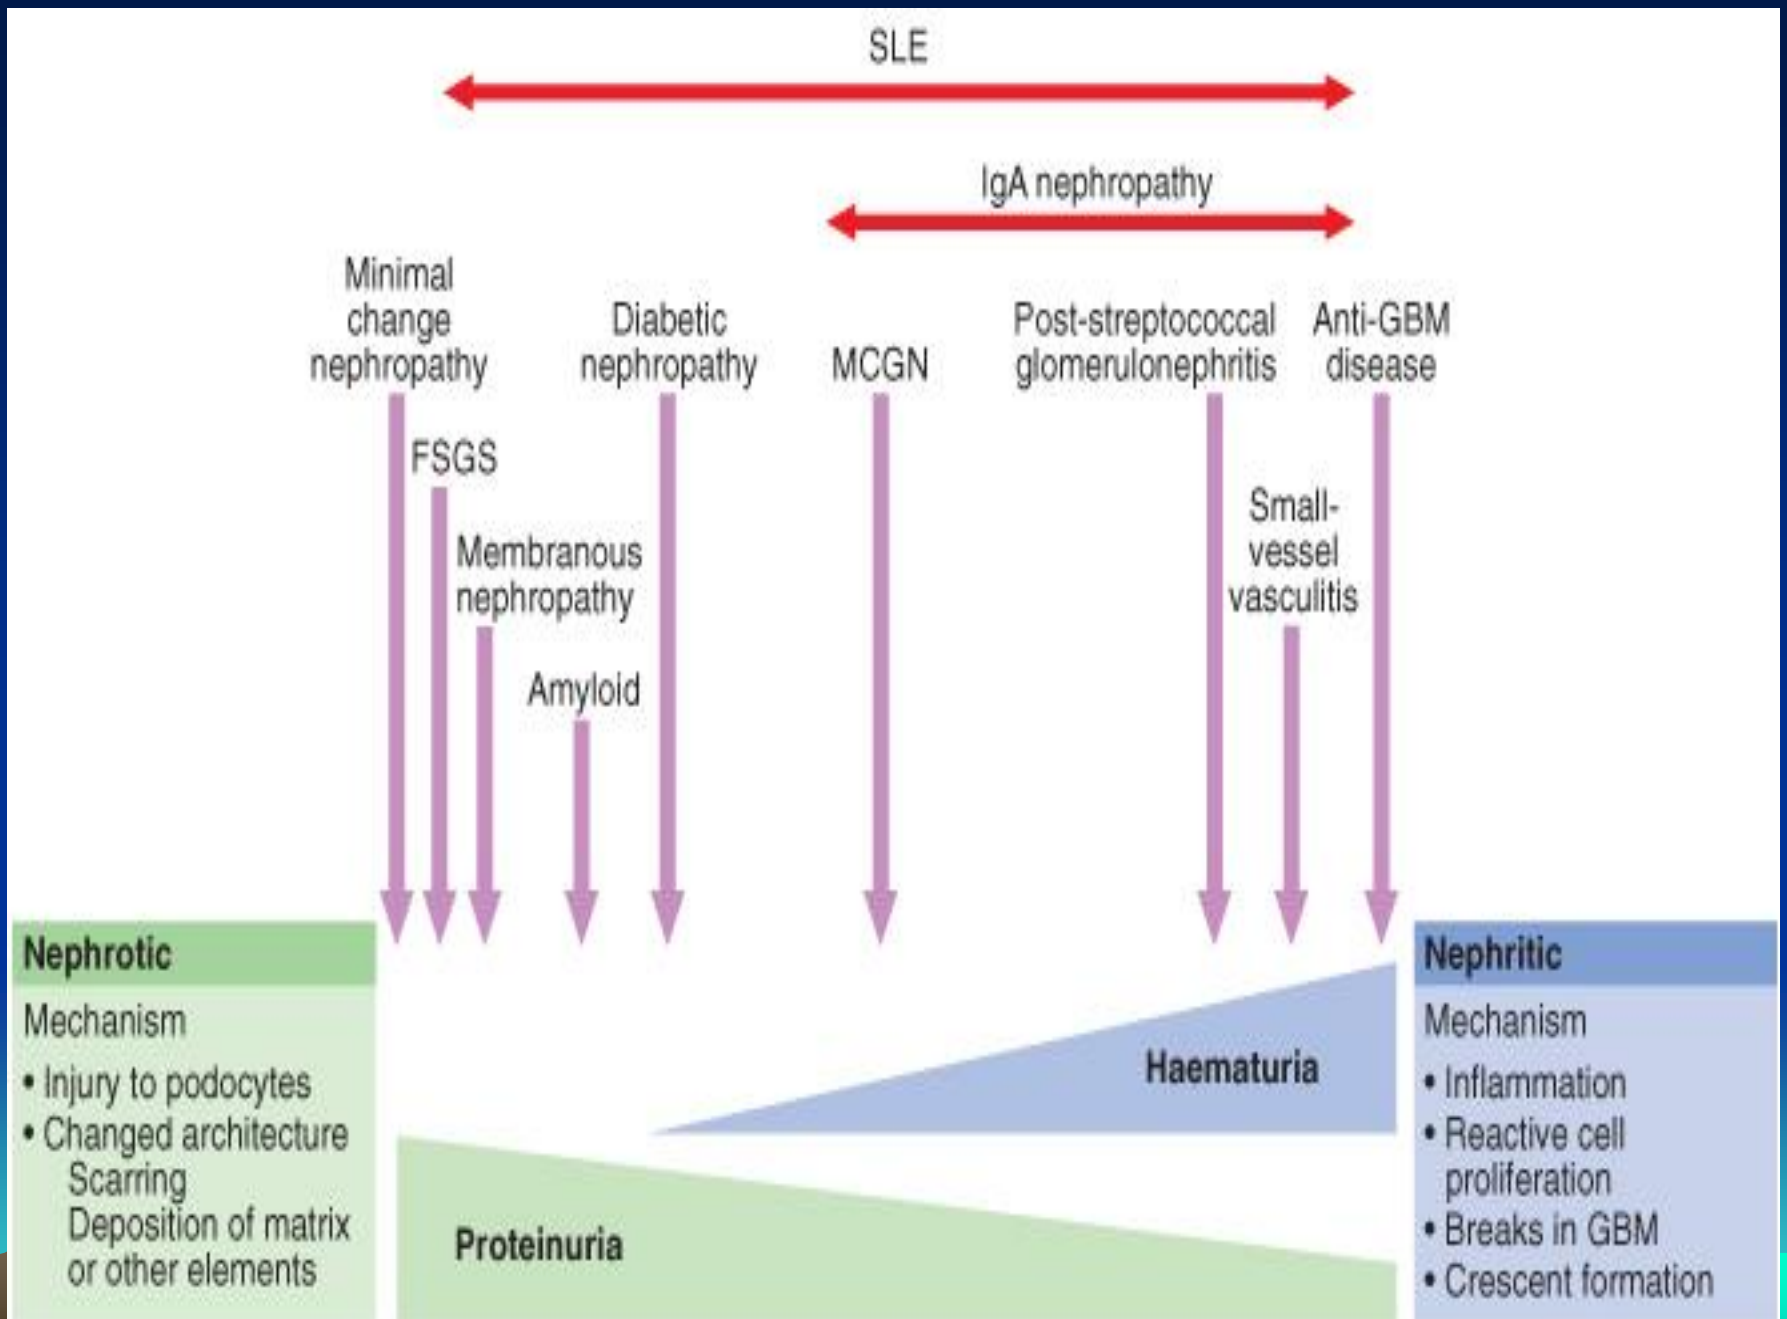 SLE
IgA nephropathy
Minimal
change
nephropathy
Diabetic
nephropathy
MCGN
Post-streptococcal
glomerulonephritis
Anti-GBM
disease
FSGS
Membranous
nephropathy
Small-
vessel
vasculitis
Amyloid
Nephrotic
Mechanism
• Injury to podocytes
• Changed architecture
Scarring
Deposition of matrix
or other elements
Proteinuria
Haematuria
Nephritic
Mechanism
• Inflammation
• Reactive cell
proliferation
• Breaks in GBM
• Crescent formation